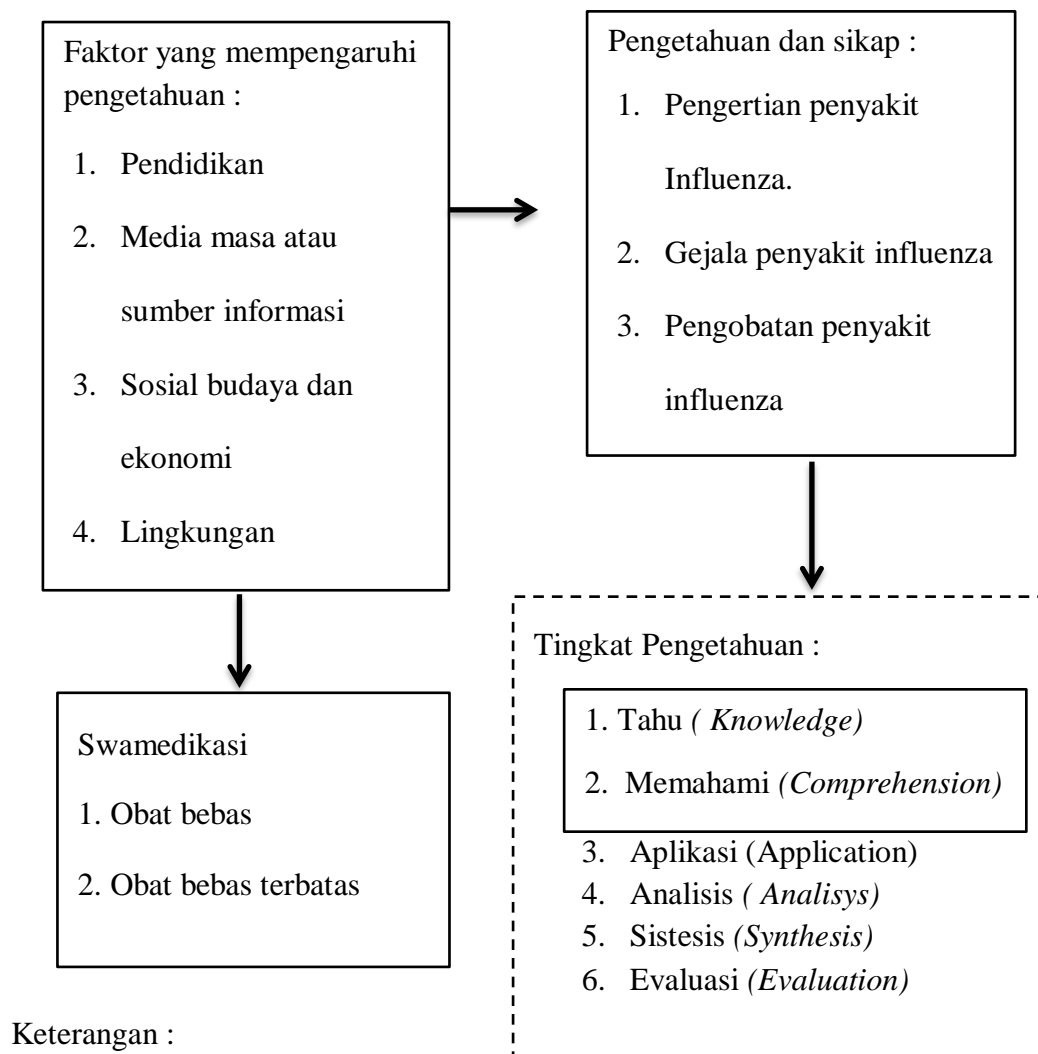 Faktor yang mempengaruhi
pengetahuan :
1. Pendidikan
2. Media masa atau
sumber informasi
3. Sosial budaya dan
ekonomi
4. Lingkungan
Pengetahuan dan sikap :
1. Pengertian penyakit
Influenza.
2. Gejala penyakit influenza
3. Pengobatan penyakit
influenza
Swamedikasi
1. Obat bebas
2. Obat bebas terbatas
Tingkat Pengetahuan :
1. Tahu ( Knowledge)
2. Memahami (Comprehension)
3. Aplikasi (Application)
4. Analisis ( Analisys)
5. Sistesis (Synthesis)
6. Evaluasi (Evaluation)
Keterangan :